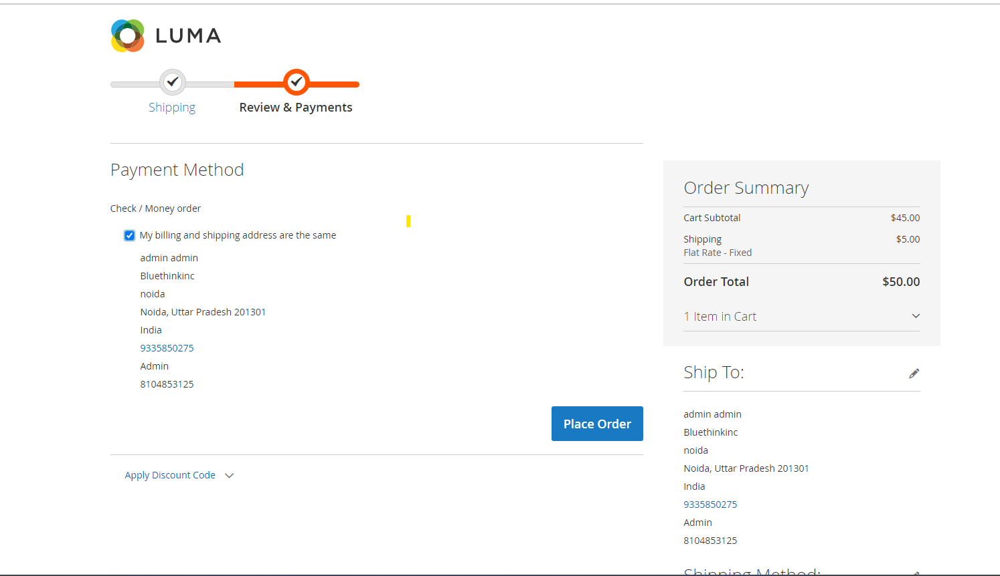 LUMA
Shipping
Review & Payments
Payment Method
Check / Money order
My billing and shipping address are the same
admin admin
Bluethinkinc
noida
Noida, Uttar Pradesh 201301
India
9335850275
Admin
8104853125
Place Order
Apply Discount Code
Order Summary
Cart Subtotal $45.00
Shipping $5.00
Flat Rate - Fixed
Order Total $50.00
1 Item in Cart
Ship To:
admin admin
Bluethinkinc
noida
Noida, Uttar Pradesh 201301
India
9335850275
Admin
8104853125
Shipping Method: